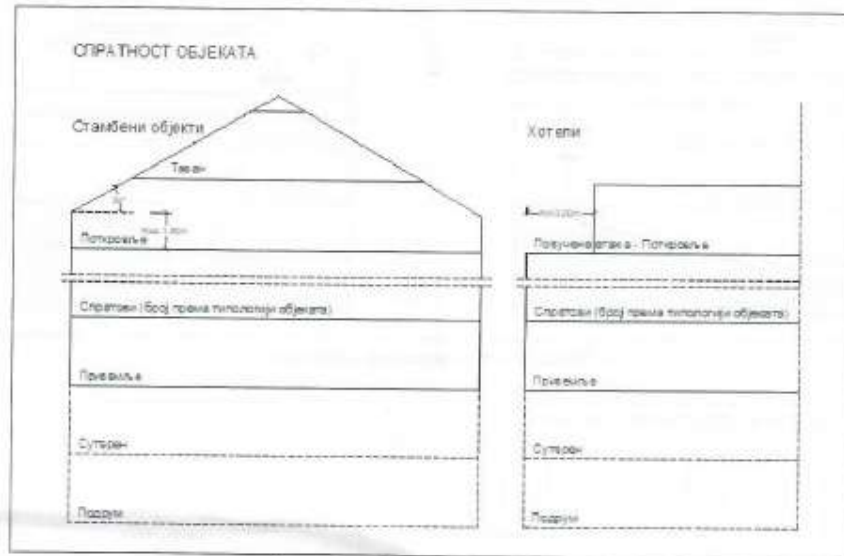 СПРАТНОСТ ОБЈЕКАТА
Стамбени објекти
Таван
Поткровље
Спратови (број према типологији објеката)
Приземље
Сутерен
Подрум
Хотели
Повучена етажа - Поткровље
Спратови (број према типологији објеката)
Приземље
Сутерен
Подрум